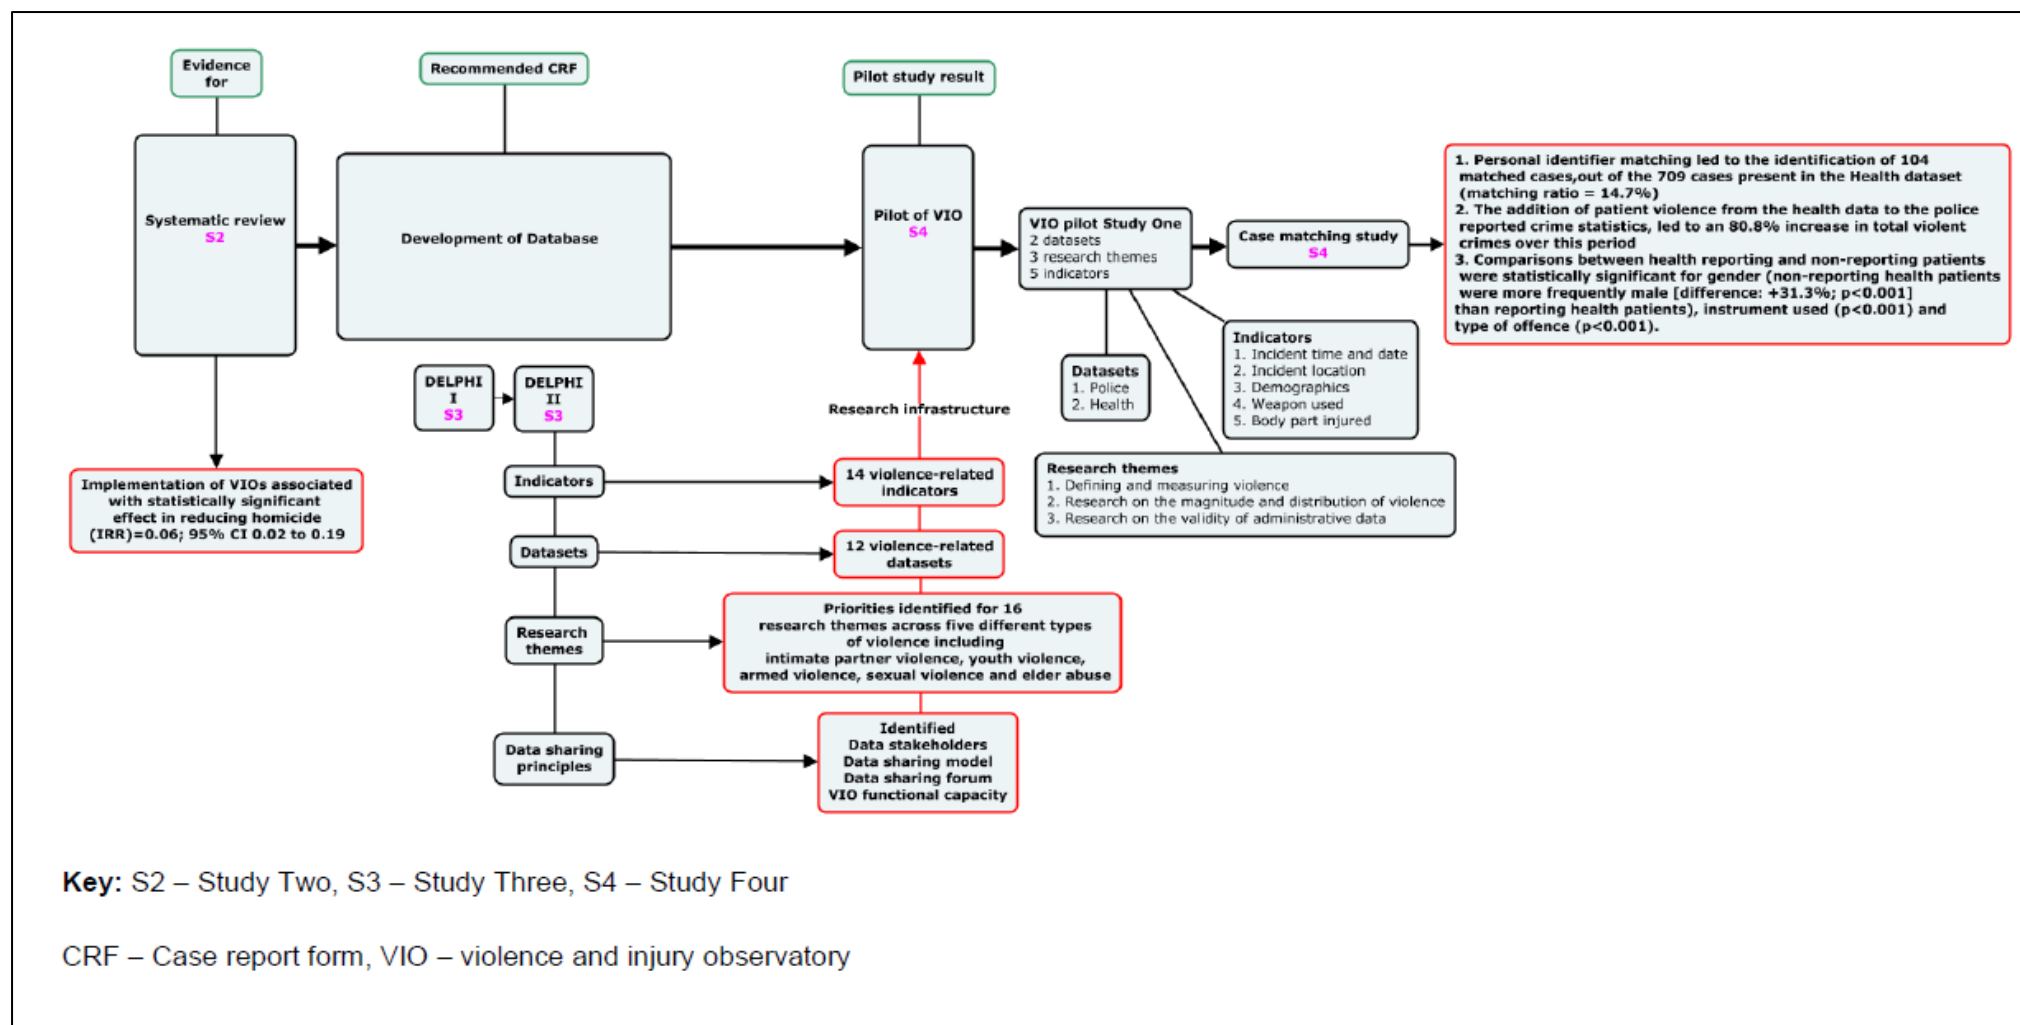 Evidence
for
Recommended CRF
Pilot study result
Systematic review
S2
Development of Database
Pilot of VIO
S4
VIO pilot Study One
2 datasets
3 research themes
5 indicators
Case matching study
S4
1. Personal identifier matching led to the identification of 104
matched cases,out of the 709 cases present in the Health dataset
(matching ratio = 14.7%)
2. The addition of patient violence from the health data to the police
reported crime statistics, led to an 80.8% increase in total violent
crimes over this period
3. Comparisons between health reporting and non-reporting patients
were statistically significant for gender (non-reporting health patients
were more frequently male [difference: +31.3%; p<0.001]
than reporting health patients), instrument used (p<0.001) and
type of offence (p<0.001).
Datasets
1. Police
2. Health
Indicators
1. Incident time and date
2. Incident location
3. Demographics
4. Weapon used
5. Body part injured
Research themes
1. Defining and measuring violence
2. Research on the magnitude and distribution of violence
3. Research on the validity of administrative data
DELPHI
I
S3
DELPHI
II
S3
Research infrastructure
Implementation of VIOs associated
with statistically significant
effect in reducing homicide
(IRR)=0.06; 95% CI 0.02 to 0.19
Indicators
14 violence-related
indicators
Datasets
12 violence-related
datasets
Research
themes
Priorities identified for 16
research themes across five different types
of violence including
intimate partner violence, youth violence,
armed violence, sexual violence and elder abuse
Data sharing
principles
Identified
Data stakeholders
Data sharing model
Data sharing forum
VIO functional capacity
Key: S2 – Study Two, S3 – Study Three, S4 – Study Four
CRF – Case report form, VIO – violence and injury observatory